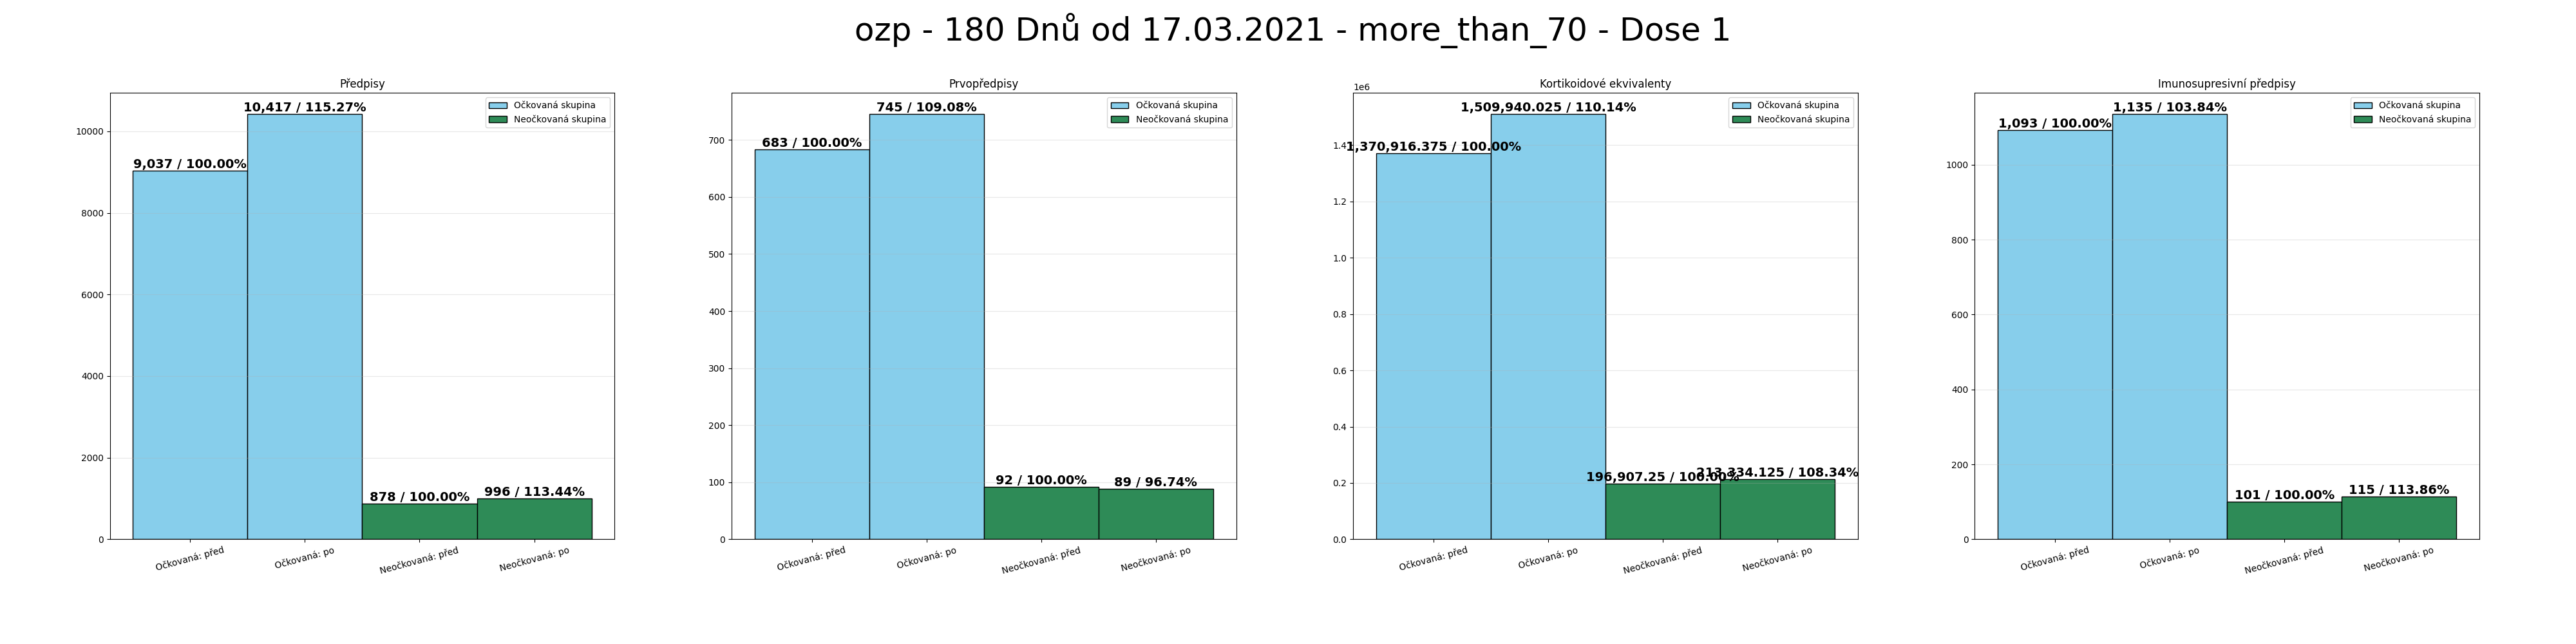 ozp - 180 Dnů od 17.03.2021 - more_than_70 - Dose 1
Předpisy
10,417 / 115.27%
9,037 / 100.00%
878 / 100.00%
996 / 113.44%
Očkovaná skupina
Neočkovaná skupina
10000
8000
6000
4000
2000
0
Očkovaná: před
Očkovaná: po
Neočkovaná: před
Neočkovaná: po
Prvopředpisy
745 / 109.08%
683 / 100.00%
92 / 100.00%
89 / 96.74%
Očkovaná skupina
Neočkovaná skupina
700
600
500
400
300
200
100
0
Očkovaná: před
Očkovaná: po
Neočkovaná: před
Neočkovaná: po
Kortikoidové ekvivalenty
1e6
1,509,940.025 / 110.14%
1,370,916.375 / 100.00%
196,907.25 / 100.00%
213,334.125 / 108.34%
Očkovaná skupina
Neočkovaná skupina
1.4
1.2
1.0
0.8
0.6
0.4
0.2
0.0
Očkovaná: před
Očkovaná: po
Neočkovaná: před
Neočkovaná: po
Imunosupresivní předpisy
1,135 / 103.84%
1,093 / 100.00%
101 / 100.00%
115 / 113.86%
Očkovaná skupina
Neočkovaná skupina
1000
800
600
400
200
0
Očkovaná: před
Očkovaná: po
Neočkovaná: před
Neočkovaná: po